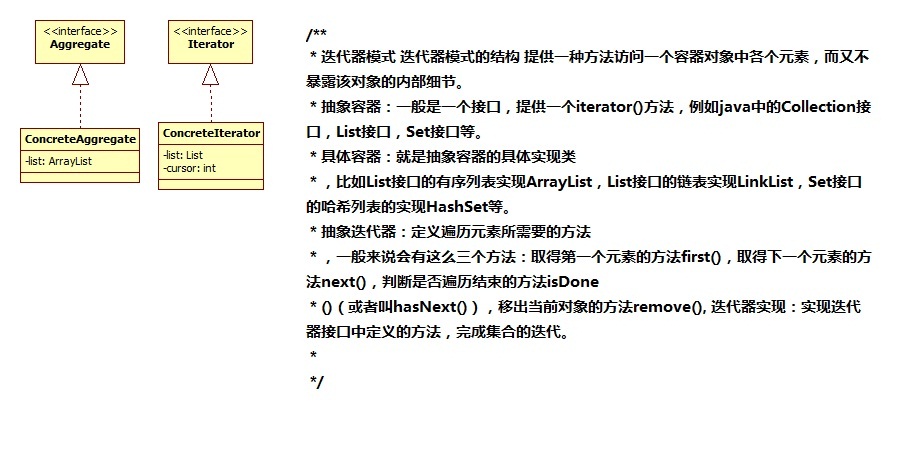 <<interface>>
Aggregate
<<interface>>
Iterator
ConcreteAggregate
-list: ArrayList
ConcreteIterator
-list: List
-cursor: int
/**
* 迭代器模式 迭代器模式的结构 提供一种方法访问一个容器对象中各个元素，而又不
暴露该对象的内部细节。
* 抽象容器：一般是一个接口，提供一个iterator()方法，例如java中的Collection接
口，List接口，Set接口等。
* 具体容器：就是抽象容器的具体实现类
* ，比如List接口的有序列表实现ArrayList，List接口的链表实现LinkList，Set接口
的哈希列表的实现HashSet等。
* 抽象迭代器：定义遍历元素所需要的方法
* ，一般来说会有这么三个方法：取得第一个元素的方法first()，取得下一个元素的方
法next()，判断是否遍历结束的方法isDone
* ()（或者叫hasNext()），移出当前对象的方法remove(), 迭代器实现：实现迭代
器接口中定义的方法，完成集合的迭代。
*
*/